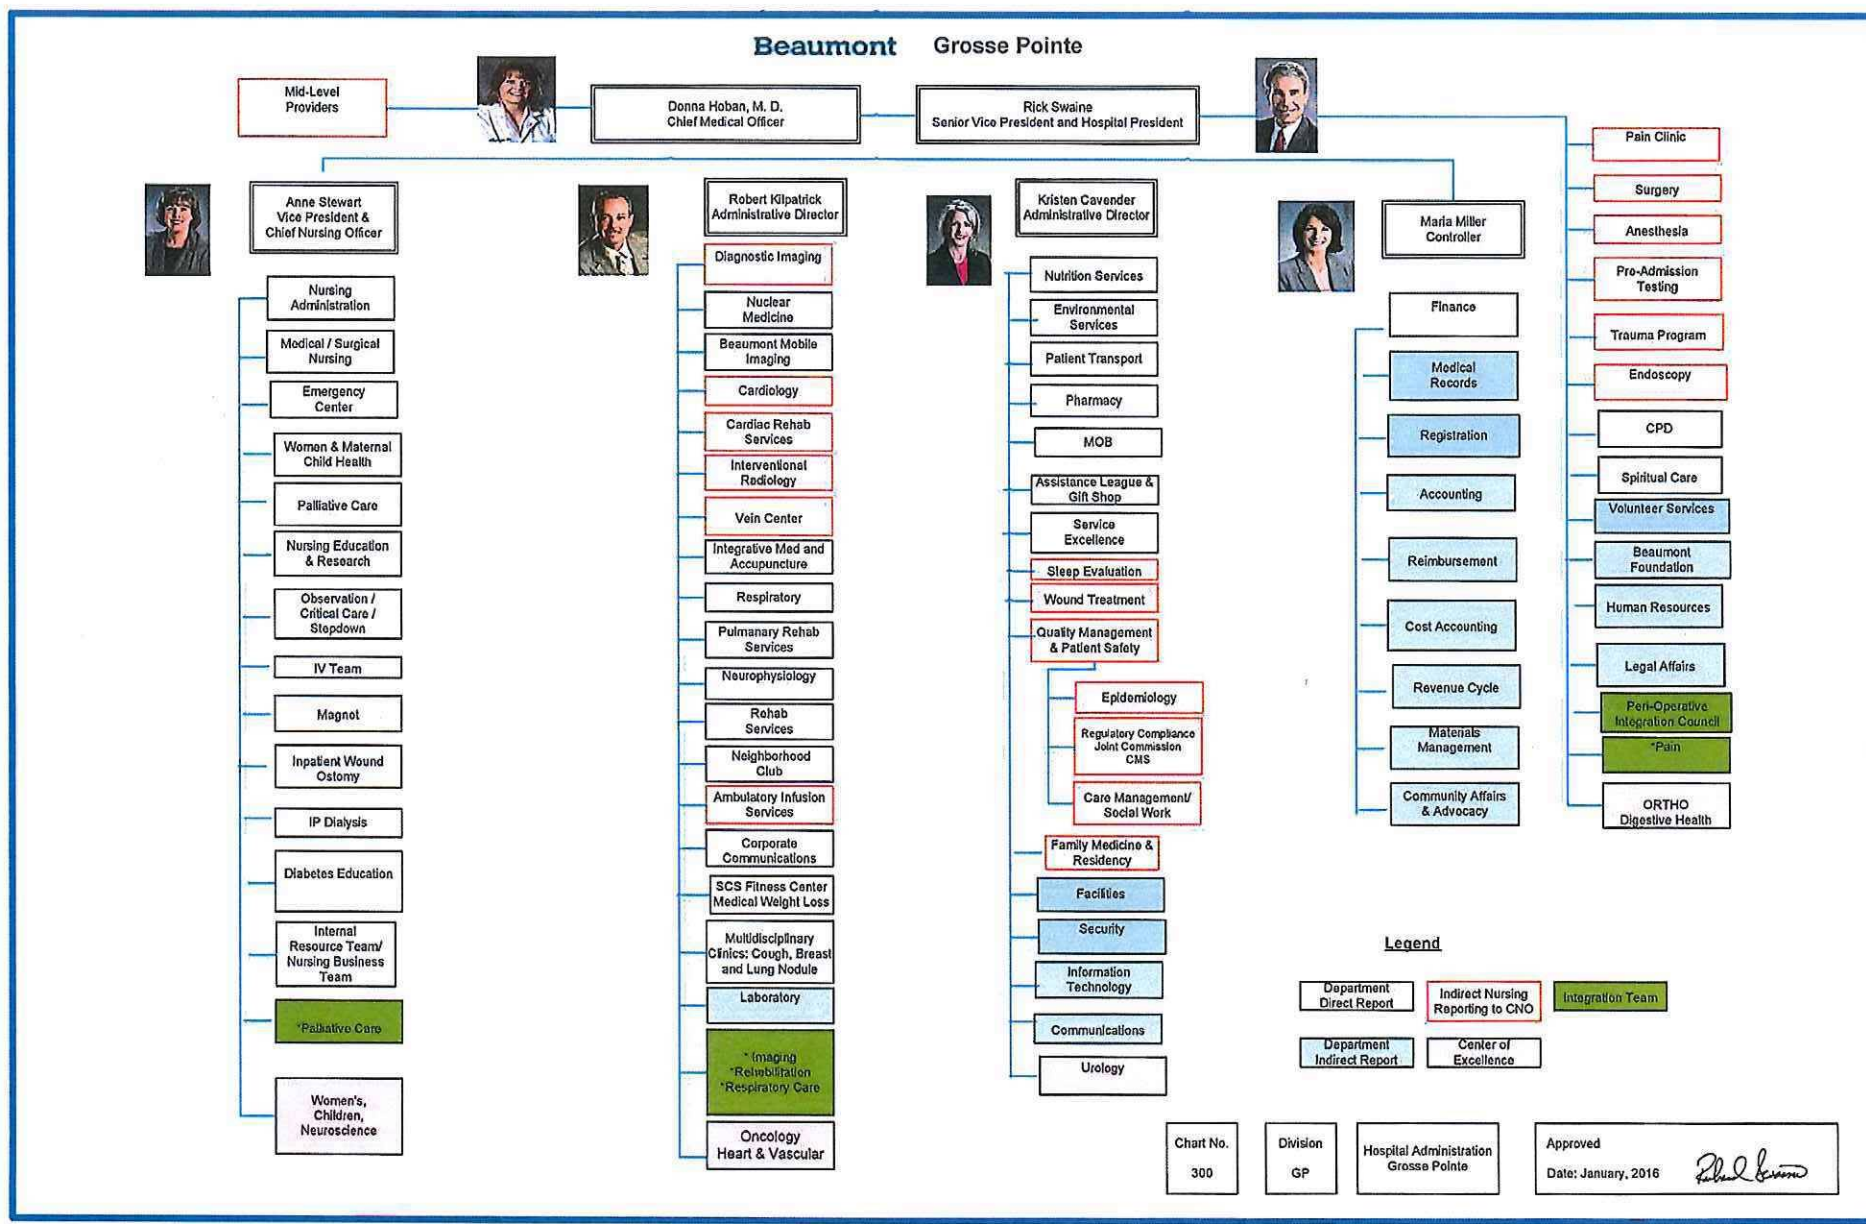 Beaumont Grosse Pointe
Mid-Level
Providers
Donna Hoban, M. D.
Chief Medical Officer
Rick Swaine
Senior Vice President and Hospital President
Anne Stewart
Vice President &
Chief Nursing Officer
Nursing
Administration
Medical / Surgical
Nursing
Emergency
Center
Women & Maternal
Child Health
Palliative Care
Nursing Education
& Research
Observation /
Critical Care /
Stepdown
IV Team
Magnet
Inpatient Wound
Ostomy
IP Dialysis
Diabetes Education
Internal
Resource Team/
Nursing Business
Team
*Palliative Care
Women's,
Children,
Neuroscience
Robert Kilpatrick
Administrative Director
Diagnostic Imaging
Nuclear
Medicine
Beaumont Mobile
Imaging
Cardiology
Cardiac Rehab
Services
Interventional
Radiology
Vein Center
Integrative Med and
Accupuncture
Respiratory
Pulmanary Rehab
Services
Neurophysiology
Rehab
Services
Neighborhood
Club
Ambulatory Infusion
Services
Corporate
Communications
SCS Fitness Center
Medical Weight Loss
Multidisciplinary
Clinics: Cough, Breast
and Lung Nodule
Laboratory
* Imaging
*Rehabilitation
*Respiratory Care
Oncology
Heart & Vascular
Kristen Cavender
Administrative Director
Nutrition Services
Environmental
Services
Patient Transport
Pharmacy
MOB
Assistance League &
Gift Shop
Service
Excellence
Sleep Evaluation
Wound Treatment
Quality Management
& Patient Safety
Epidemiology
Regulatory Compliance
Joint Commission
CMS
Care Management/
Social Work
Family Medicine &
Residency
Facilities
Security
Information
Technology
Communications
Urology
Maria Miller
Controller
Finance
Medical
Records
Registration
Accounting
Reimbursement
Cost Accounting
Revenue Cycle
Materials
Management
Community Affairs
& Advocacy
Pain Clinic
Surgery
Anesthesia
Pro-Admission
Testing
Trauma Program
Endoscopy
CPD
Spiritual Care
Volunteer Services
Beaumont
Foundation
Human Resources
Legal Affairs
Peri-Operative
Integration Council
*Pain
ORTHO
Digestive Health
Legend
Department
Direct Report
Indirect Nursing
Reporting to CNO
Integration Team
Department
Indirect Report
Center of
Excellence
Chart No.
300
Division
GP
Hospital Administration
Grosse Pointe
Approved
Date: January, 2016